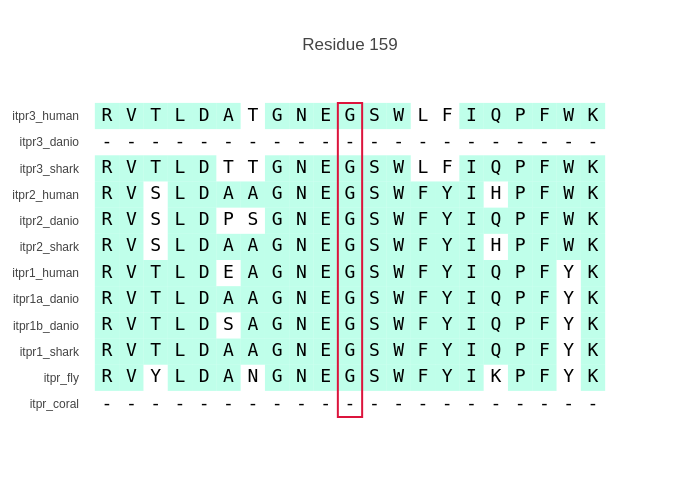 Residue 159
itpr3_human R V T L D A T G N E G S W L F I Q P F W K
itpr3_danio - - - - - - - - - - - - - - - - - - - - -
itpr3_shark R V T L D T T G N E G S W L F I Q P F W K
itpr2_human R V S L D A A G N E G S W F Y I H P F W K
itpr2_danio R V S L D P S G N E G S W F Y I Q P F W K
itpr2_shark R V S L D A A G N E G S W F Y I H P F W K
itpr1_human R V T L D E A G N E G S W F Y I Q P F Y K
itpr1a_danio R V T L D A A G N E G S W F Y I Q P F Y K
itpr1b_danio R V T L D S A G N E G S W F Y I Q P F Y K
itpr1_shark R V T L D A A G N E G S W F Y I Q P F Y K
itpr_fly R V Y L D A N G N E G S W F Y I K P F Y K
itpr_coral - - - - - - - - - - - - - - - - - - - - -